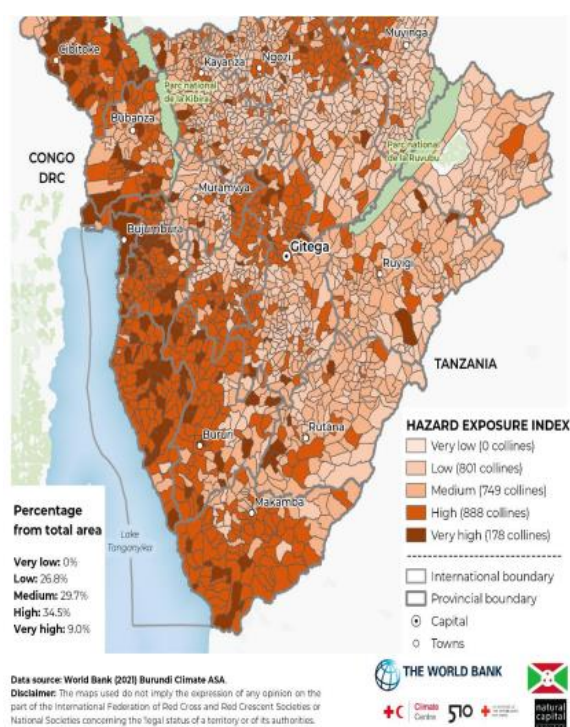 Muyinga
Cibitoke
Kayanza
Ngozi
Parc national
de la Kibira
Bubanza
Parc national
de la Ruvubu
CONGO
DRC
Muramvya
Bujumbura
Gitega
Ruyigi
TANZANIA
HAZARD EXPOSURE INDEX
Very low (0 collines)
Low (801 collines)
Medium (749 collines)
High (888 collines)
Very high (178 collines)
Bururi
Rutana
Makamba
Percentage
from total area
Very low: 0%
Low: 26.8%
Medium: 29.7%
High: 34.5%
Very high: 9.0%
Lake
Tanganyika
International boundary
Provincial boundary
Capital
Towns
Data source: World Bank (2021) Burundi Climate ASA.
Disclaimer: The maps used do not imply the expression of any opinion on the
part of the International Federation of Red Cross and Red Crescent Societies or
National Societies concerning the legal status of a territory or of its authorities.
THE WORLD BANK
Climate
Centre
510
natural
capital